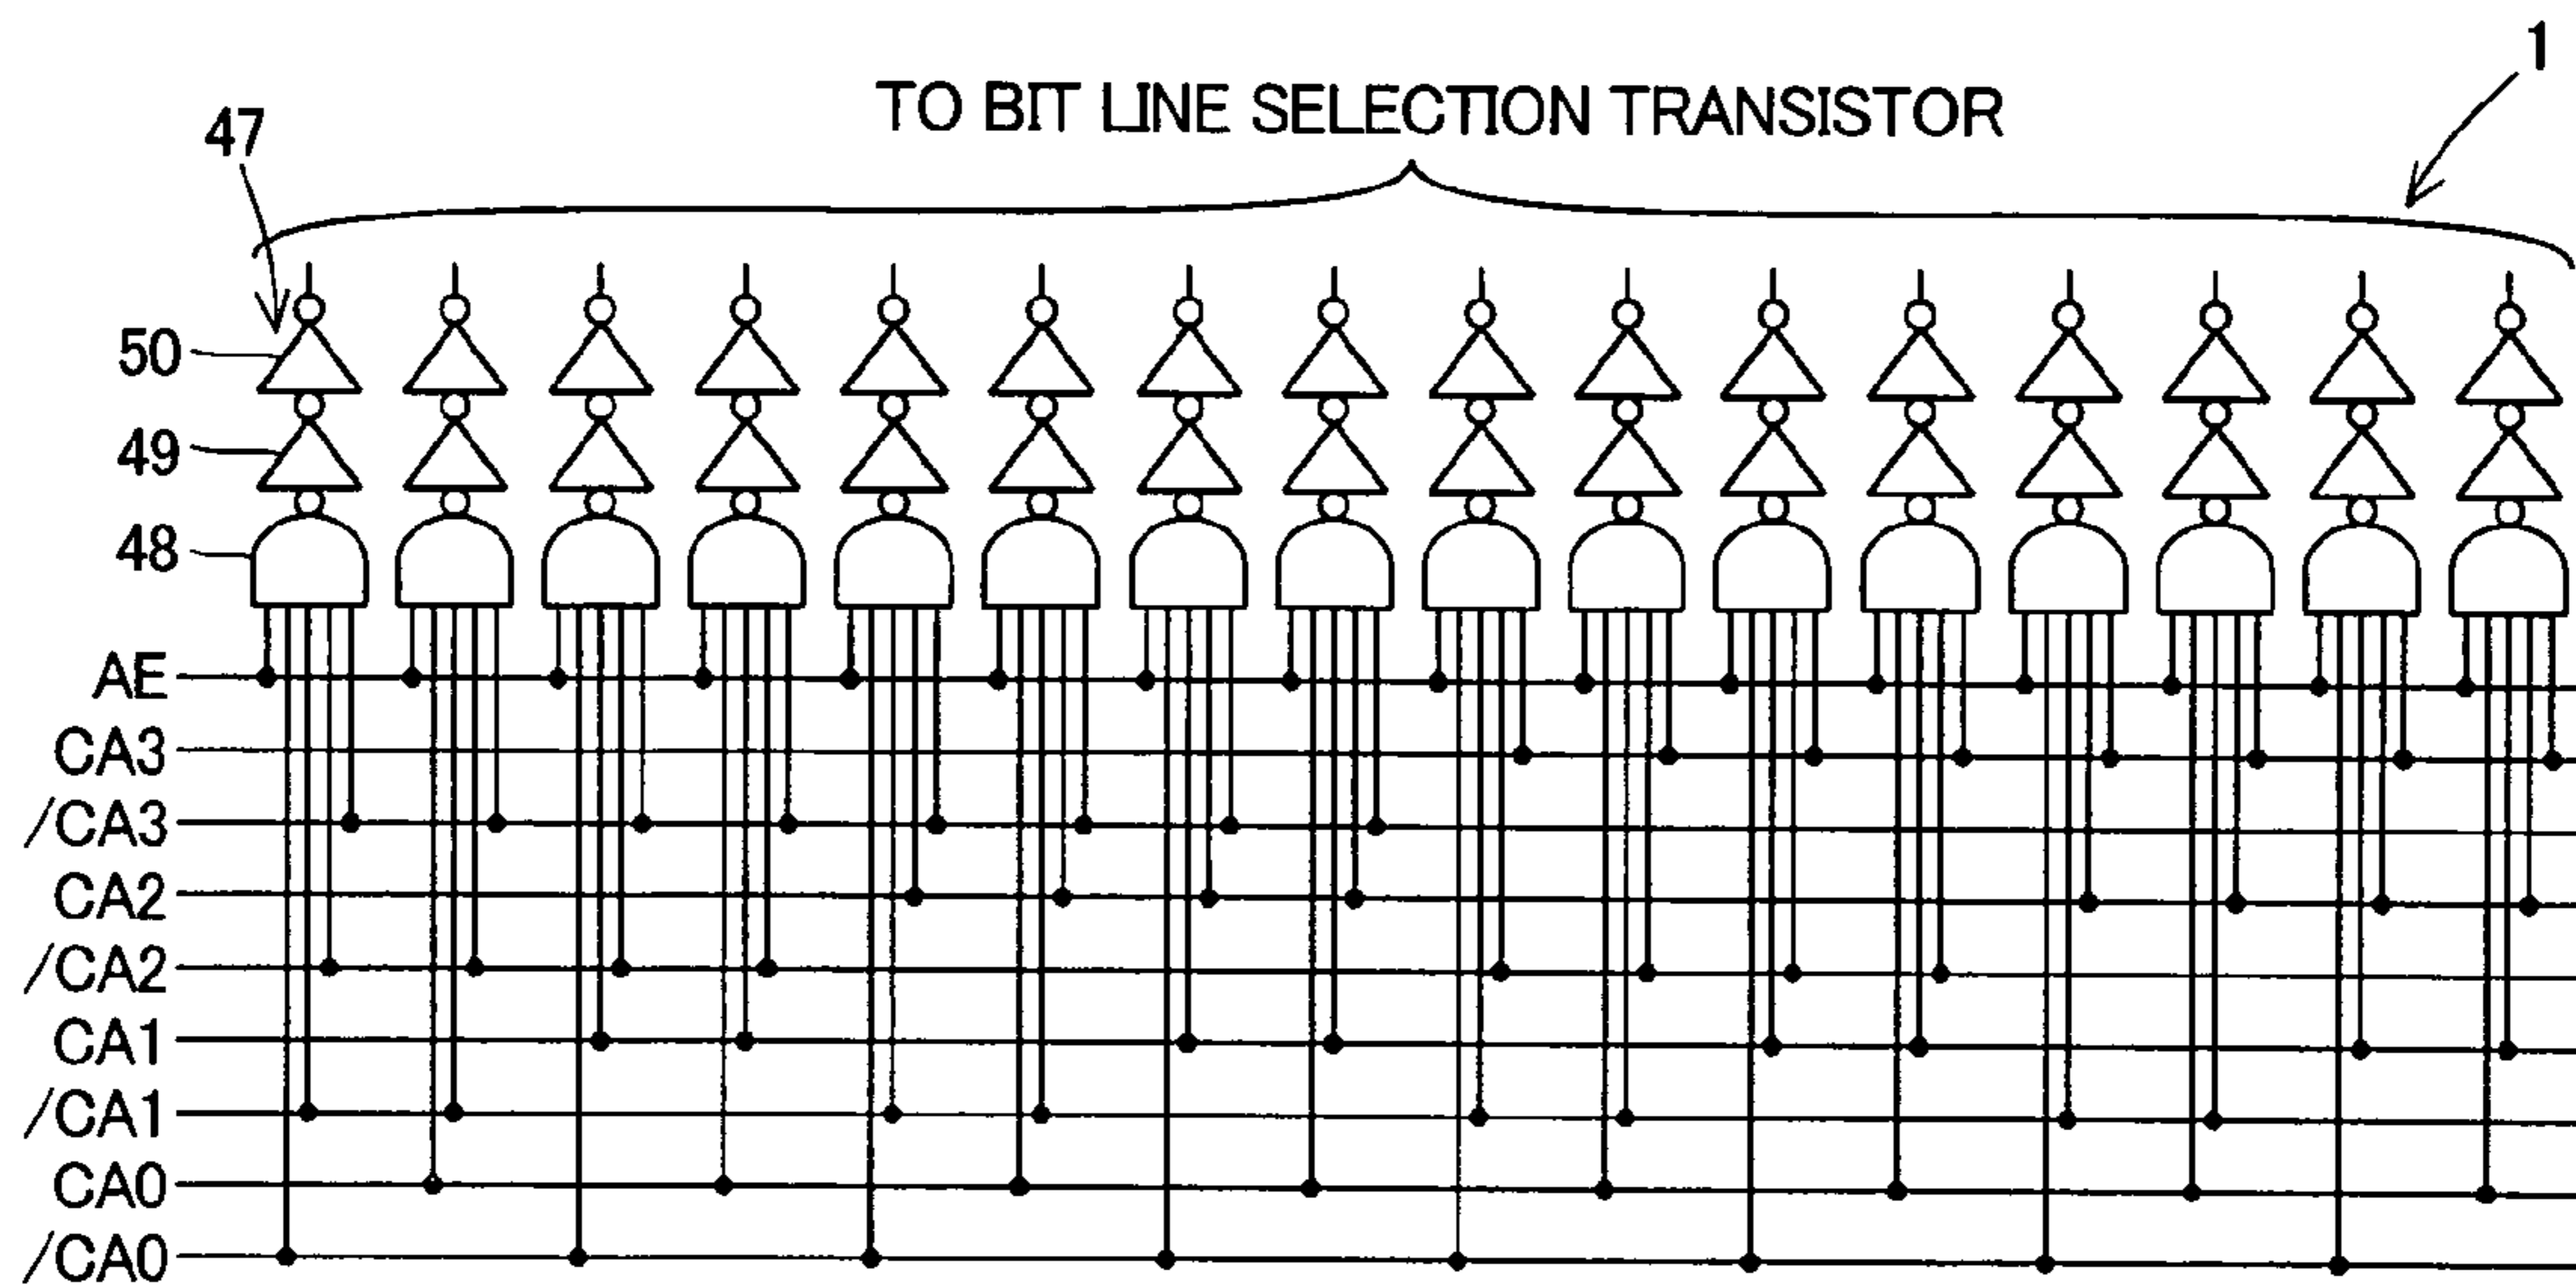 1
TO BIT LINE SELECTION TRANSISTOR
47
50
49
48
AE
CA3
/CA3
CA2
/CA2
CA1
/CA1
CA0
/CA0